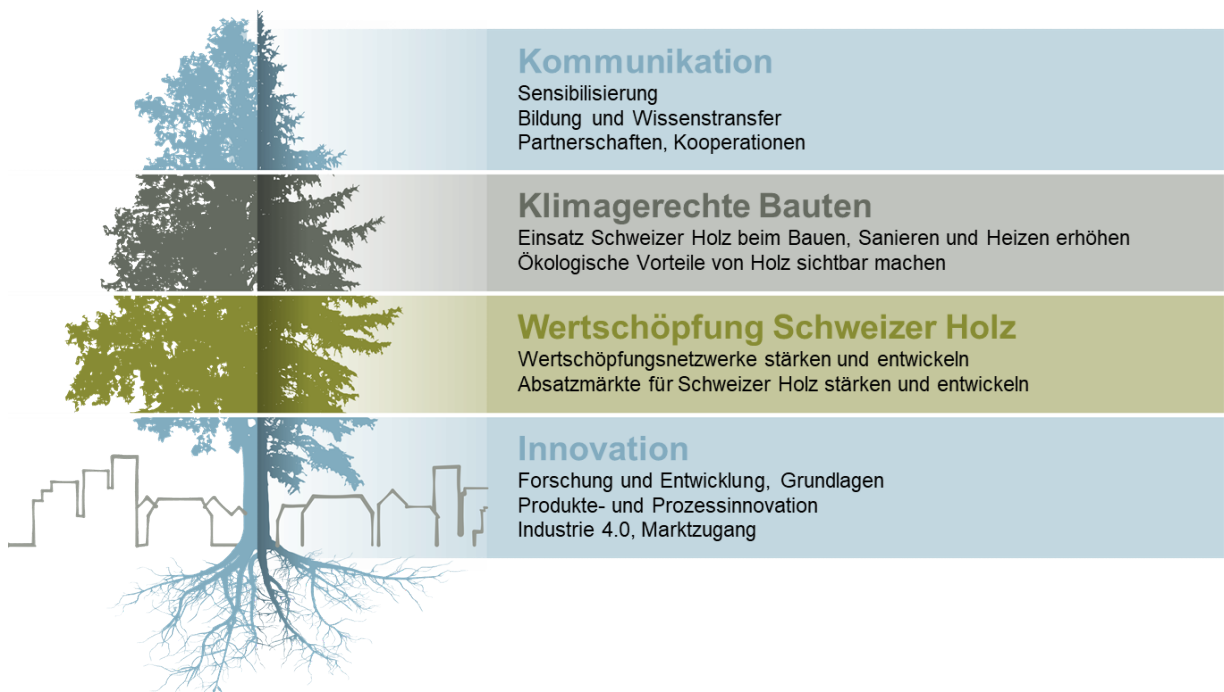 Kommunikation
Sensibilisierung
Bildung und Wissenstransfer
Partnerschaften, Kooperationen
Klimagerechte Bauten
Einsatz Schweizer Holz beim Bauen, Sanieren und Heizen erhöhen
Ökologische Vorteile von Holz sichtbar machen
Wertschöpfung Schweizer Holz
Wertschöpfungsnetzwerke stärken und entwickeln
Absatzmärkte für Schweizer Holz stärken und entwickeln
Innovation
Forschung und Entwicklung, Grundlagen
Produkte- und Prozessinnovation
Industrie 4.0, Marktzugang